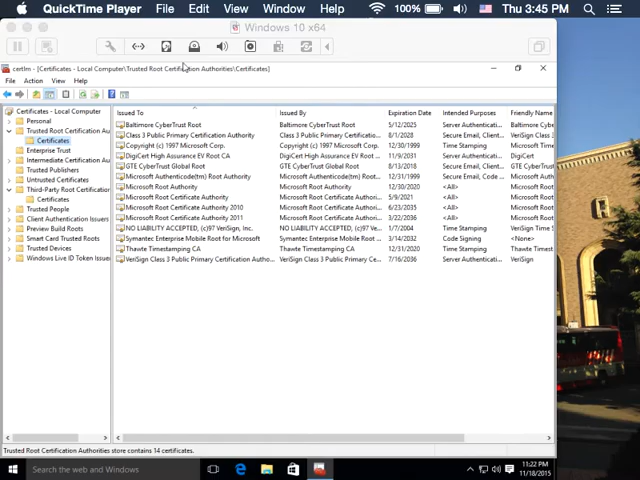 QuickTime Player File Edit View Window Help 100% Thu 3:45 PM
Windows 10 x64
certlm - [Certificates - Local Computer\Trusted Root Certification Authorities\Certificates]
File Action View Help
Certificates - Local Computer
Personal
Trusted Root Certification Au
Certificates
Enterprise Trust
Intermediate Certification Au
Trusted Publishers
Untrusted Certificates
Third-Party Root Certification
Certificates
Trusted People
Client Authentication Issuers
Preview Build Roots
Smart Card Trusted Roots
Trusted Devices
Windows Live ID Token Issue
Issued To Issued By Expiration Date Intended Purposes Friendly Name
Baltimore CyberTrust Root Baltimore CyberTrust Root 5/12/2025 Server Authenticati... Baltimore Cyber
Class 3 Public Primary Certification Authority Class 3 Public Primary Certificatio... 8/1/2028 Secure Email, Client ... VeriSign Class 3
Copyright (c) 1997 Microsoft Corp. Copyright (c) 1997 Microsoft Corp. 12/30/1999 Time Stamping Microsoft Times
DigiCert High Assurance EV Root CA DigiCert High Assurance EV Root ... 11/9/2031 Server Authenticati... DigiCert
GTE CyberTrust Global Root GTE CyberTrust Global Root 8/13/2018 Secure Email, Client ... GTE CyberTrust
Microsoft Authenticode(tm) Root Authority Microsoft Authenticode(tm) Root... 12/31/1999 Secure Email, Code ... Microsoft Authe
Microsoft Root Authority Microsoft Root Authority 12/30/2020 <All> Microsoft Root
Microsoft Root Certificate Authority Microsoft Root Certificate Authori... 5/9/2021 <All> Microsoft Root
Microsoft Root Certificate Authority 2010 Microsoft Root Certificate Authori... 6/23/2035 <All> Microsoft Root
Microsoft Root Certificate Authority 2011 Microsoft Root Certificate Authori... 3/22/2036 <All> Microsoft Root
NO LIABILITY ACCEPTED, (c)97 VeriSign, Inc. NO LIABILITY ACCEPTED, (c)97 Ve... 1/7/2004 Time Stamping VeriSign Time S
Symantec Enterprise Mobile Root for Microsoft Symantec Enterprise Mobile Root ... 3/14/2032 Code Signing <None>
Thawte Timestamping CA Thawte Timestamping CA 12/31/2020 Time Stamping Thawte Timest
VeriSign Class 3 Public Primary Certification Autho... VeriSign Class 3 Public Primary Ce... 7/16/2036 Server Authenticati... VeriSign
Trusted Root Certification Authorities store contains 14 certificates.
Search the web and Windows
11:22 PM
11/18/2015